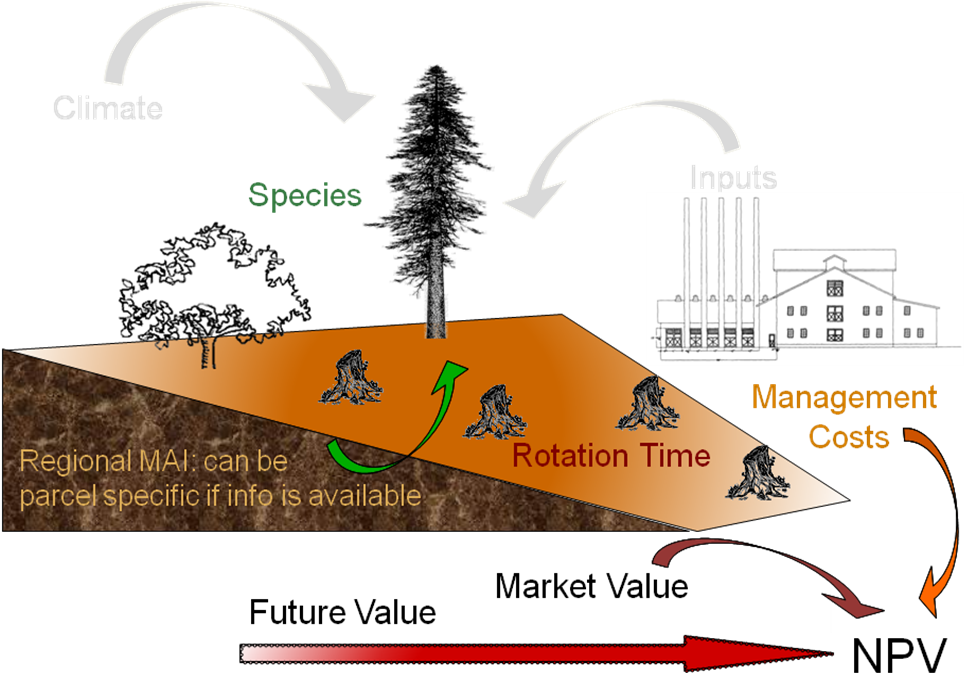 Climate
Inputs
Species
Management
Costs
Rotation Time
Regional MAI: can be
parcel specific if info is available
Market Value
Future Value
NPV